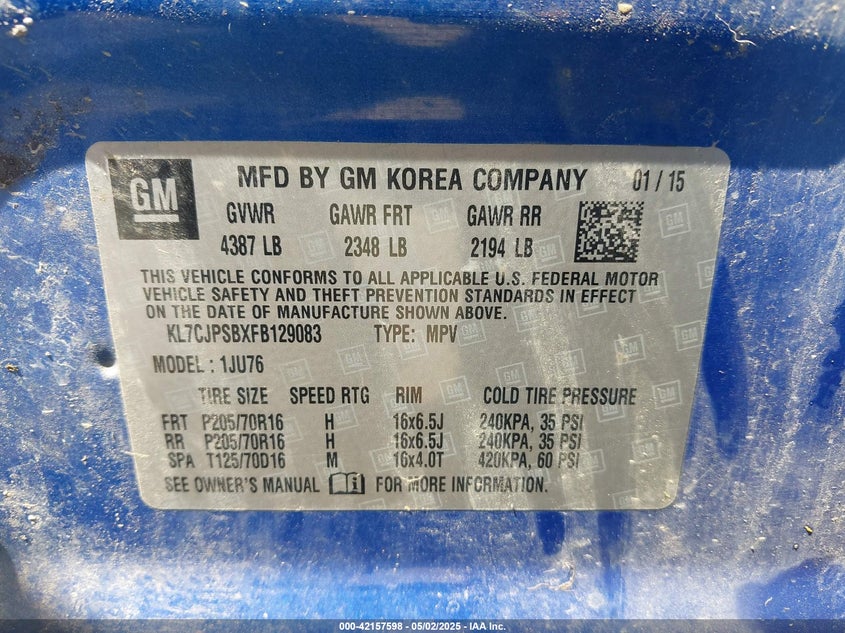 GM MFD BY GM KOREA COMPANY 01 / 15
GVWR GAWR FRT GAWR RR
4387 LB 2348 LB 2194 LB
THIS VEHICLE CONFORMS TO ALL APPLICABLE U.S. FEDERAL MOTOR
VEHICLE SAFETY AND THEFT PREVENTION STANDARDS IN EFFECT
ON THE DATE OF MANUFACTURE SHOWN ABOVE.
KL7CJPSBXFB129083 TYPE: MPV
MODEL : 1JU76
TIRE SIZE SPEED RTG RIM COLD TIRE PRESSURE
FRT P205/70R16 H 16x6.5J 240KPA, 35 PSI
RR P205/70R16 H 16x6.5J 240KPA, 35 PSI
SPA T125/70D16 M 16x4.0T 420KPA, 60 PSI
SEE OWNER'S MANUAL FOR MORE INFORMATION.
000-42157598 - 05/02/2025 - IAA Inc.